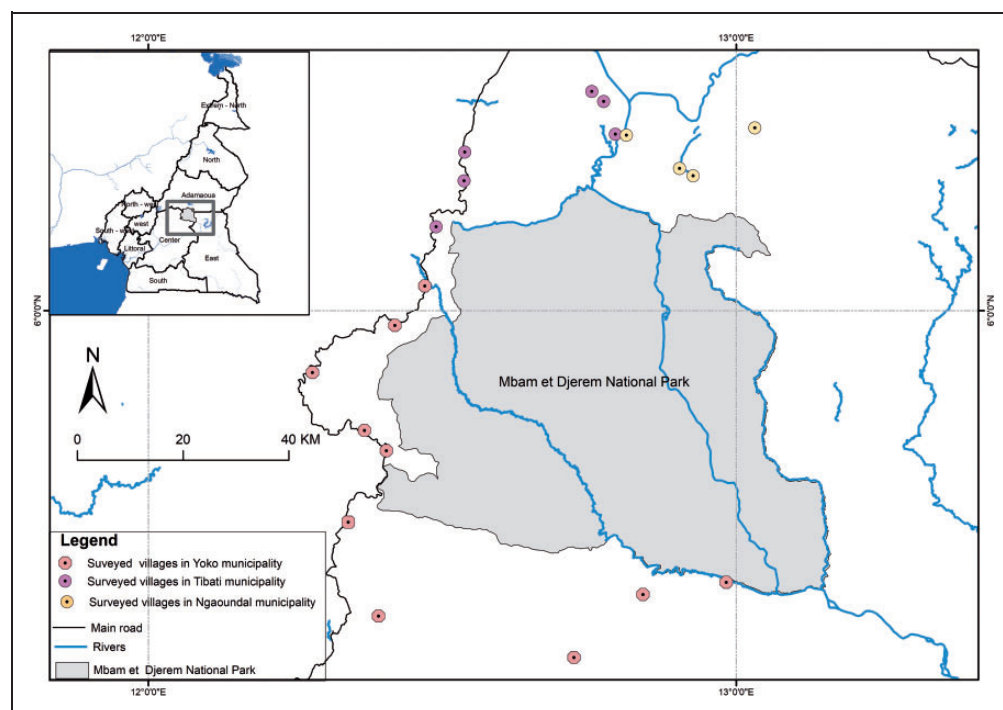 12°0'0"E
13°0'0"E
Extrem - North
North
Adamaoua
North - west
west
South - west
Center
Littoral
East
South
6°0'0"N
6°0'0"N
N
Mbam et Djerem National Park
0 20 40 KM
Legend
Suveyed villages in Yoko municipality
Surveyed villages in Tibati municipality
Surveyed villages in Ngaoundal municipality
Main road
Rivers
Mbam et Djerem National Park
12°0'0"E
13°0'0"E